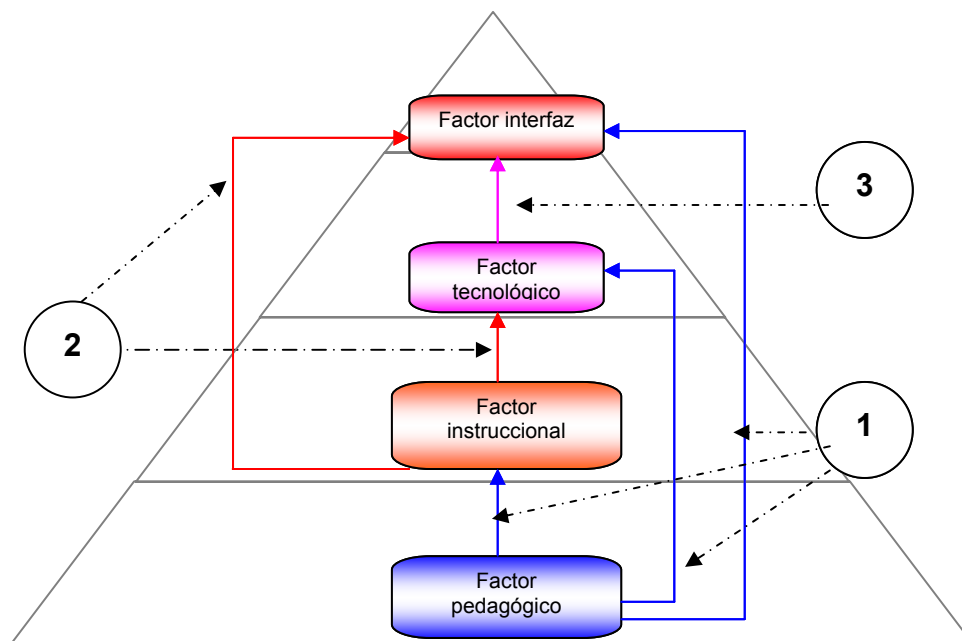 Factor interfaz
3
Factor
tecnológico
2
Factor
instruccional
1
Factor
pedagógico